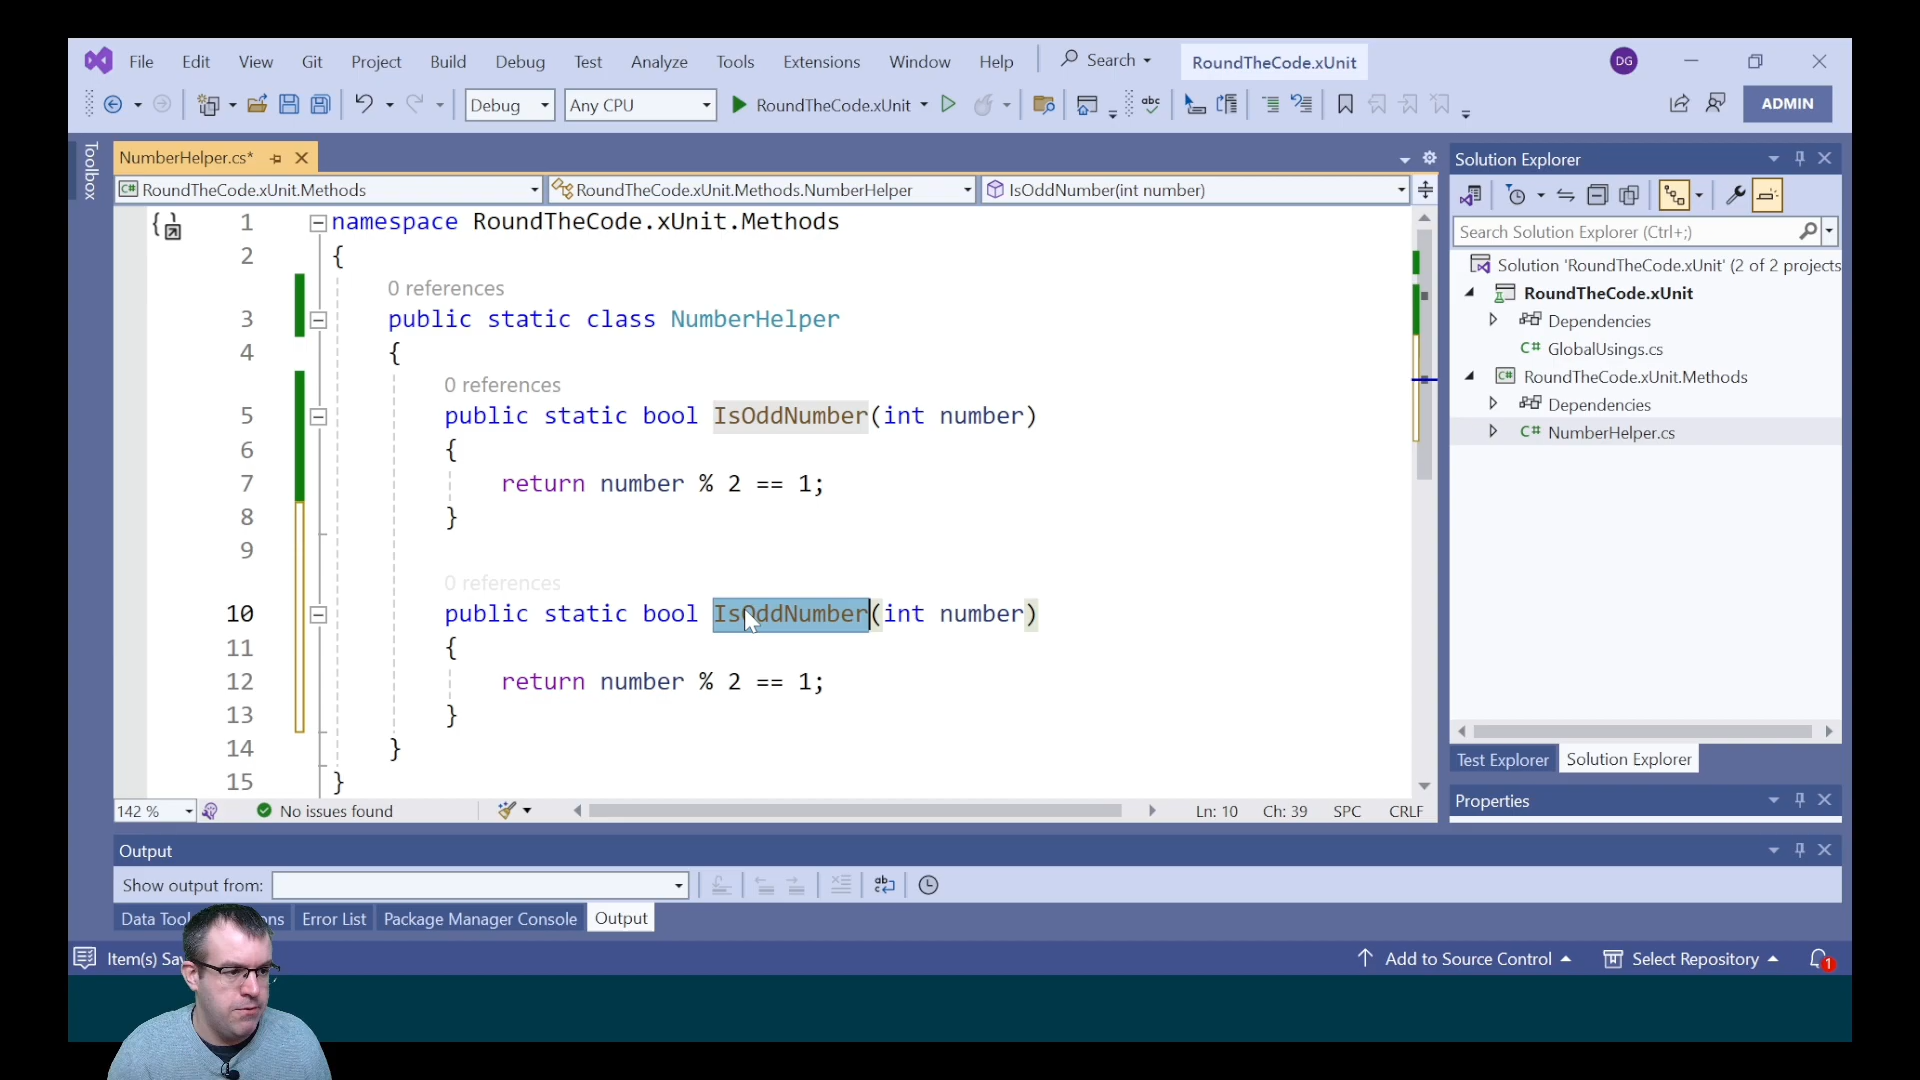 File Edit View Git Project Build Debug Test Analyze Tools Extensions Window Help Search RoundTheCode.xUnit DG
Debug Any CPU RoundTheCode.xUnit abc ADMIN
Toolbox
NumberHelper.cs*
RoundTheCode.xUnit.Methods RoundTheCode.xUnit.Methods.NumberHelper IsOddNumber(int number)
1 namespace RoundTheCode.xUnit.Methods
2 {
0 references
3 public static class NumberHelper
4 {
0 references
5 public static bool IsOddNumber(int number)
6 {
7 return number % 2 == 1;
8 }
9
0 references
10 public static bool IsOddNumber(int number)
11 {
12 return number % 2 == 1;
13 }
14 }
15 }
142 % No issues found Ln: 10 Ch: 39 SPC CRLF
Solution Explorer
Search Solution Explorer (Ctrl+;)
Solution 'RoundTheCode.xUnit' (2 of 2 projects
RoundTheCode.xUnit
Dependencies
C# GlobalUsings.cs
C# RoundTheCode.xUnit.Methods
Dependencies
C# NumberHelper.cs
Test Explorer Solution Explorer
Properties
Output
Show output from:
Data Too ns Error List Package Manager Console Output
Item(s) Sav Add to Source Control Select Repository 1